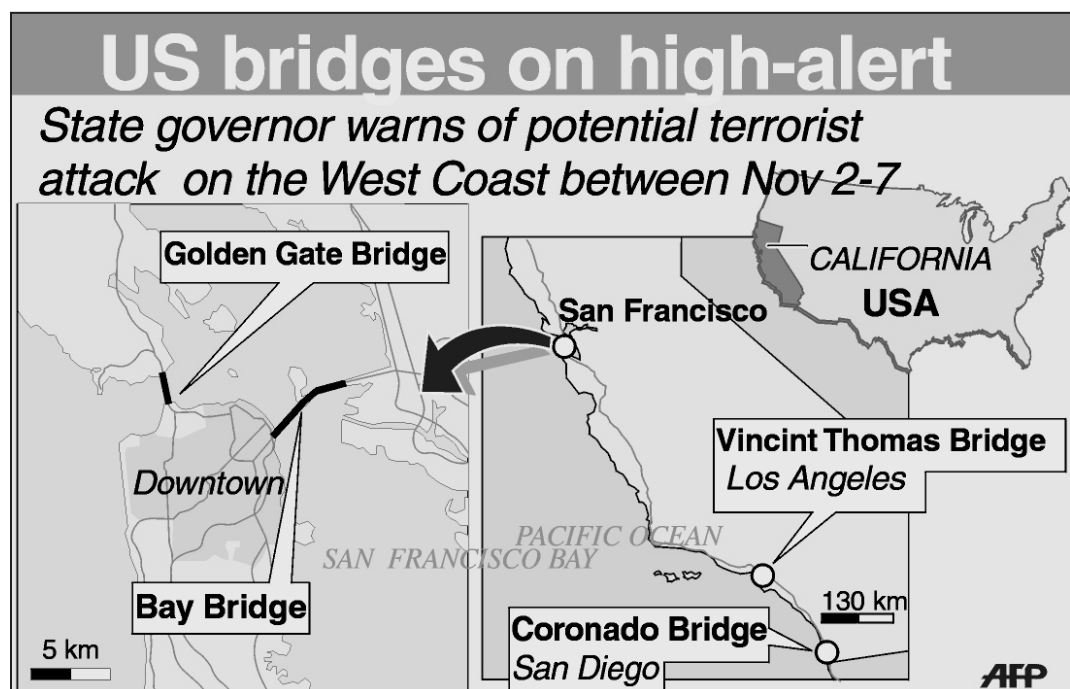 US bridges on high-alert
State governor warns of potential terrorist
attack on the West Coast between Nov 2-7
Golden Gate Bridge
CALIFORNIA
USA
San Francisco
Vincint Thomas Bridge
Los Angeles
Downtown
PACIFIC OCEAN
SAN FRANCISCO BAY
Bay Bridge
130 km
Coronado Bridge
San Diego
5 km
AFP